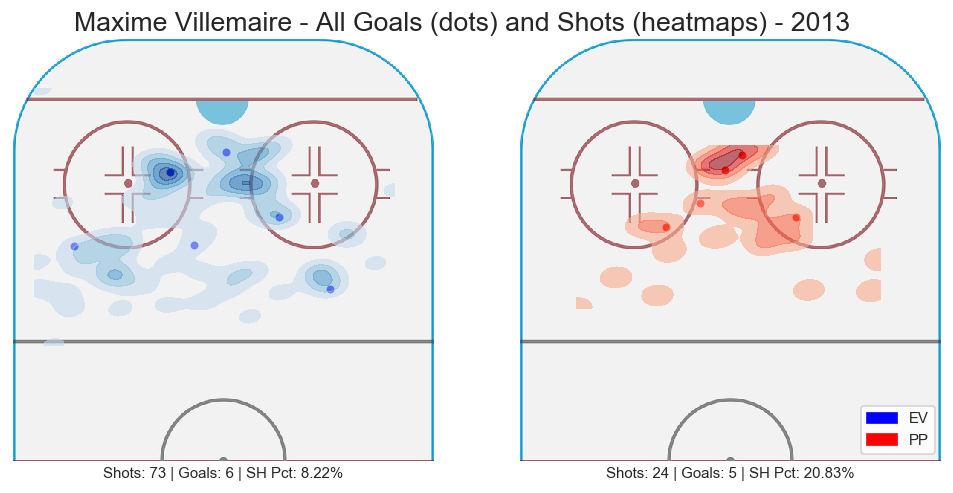 Maxime Villemaire - All Goals (dots) and Shots (heatmaps) - 2013
EV
PP
Shots: 73 | Goals: 6 | SH Pct: 8.22%
Shots: 24 | Goals: 5 | SH Pct: 20.83%